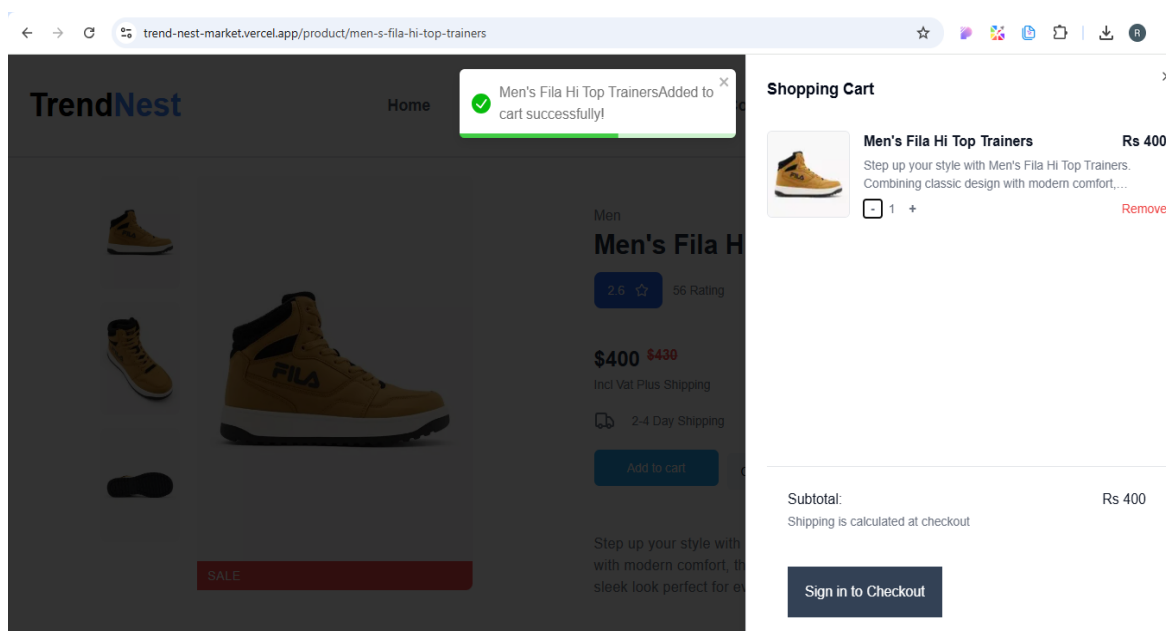 trend-nest-market.vercel.app/product/men-s-fila-hi-top-trainers
R
TrendNest
Home
Men's Fila Hi Top TrainersAdded to
cart successfully!
Men
Men's Fila H
2.6
56 Rating
$400 $430
Incl Vat Plus Shipping
2-4 Day Shipping
Add to cart
Step up your style with
with modern comfort, th
sleek look perfect for ev
FILA
SALE
Shopping Cart
FILA
Men's Fila Hi Top Trainers Rs 400
Step up your style with Men's Fila Hi Top Trainers.
Combining classic design with modern comfort,...
- 1 + Remove
Subtotal: Rs 400
Shipping is calculated at checkout
Sign in to Checkout